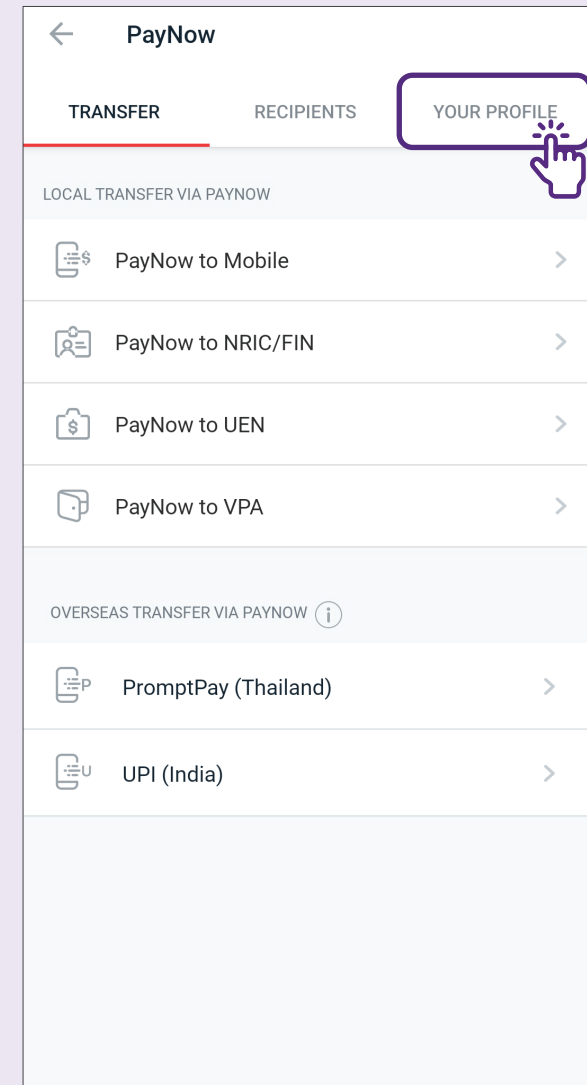 PayNow
TRANSFER RECIPIENTS YOUR PROFILE
LOCAL TRANSFER VIA PAYNOW
PayNow to Mobile
PayNow to NRIC/FIN
PayNow to UEN
PayNow to VPA
OVERSEAS TRANSFER VIA PAYNOW
PromptPay (Thailand)
UPI (India)